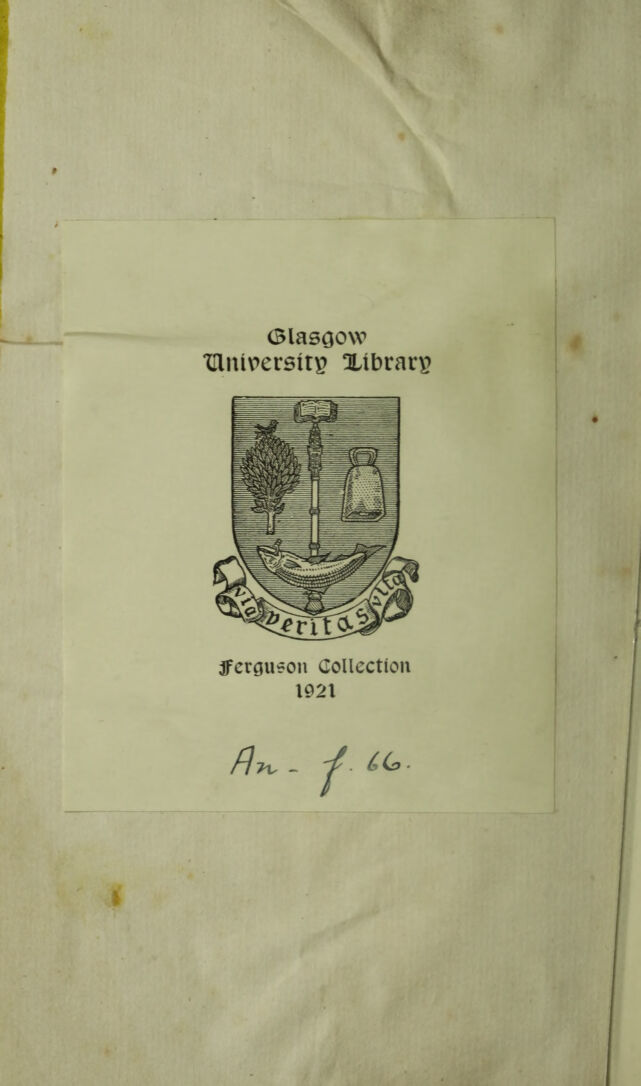 Glasgow
University Library
via veritas vita
Ferguson Collection
1921
An - f. 66.